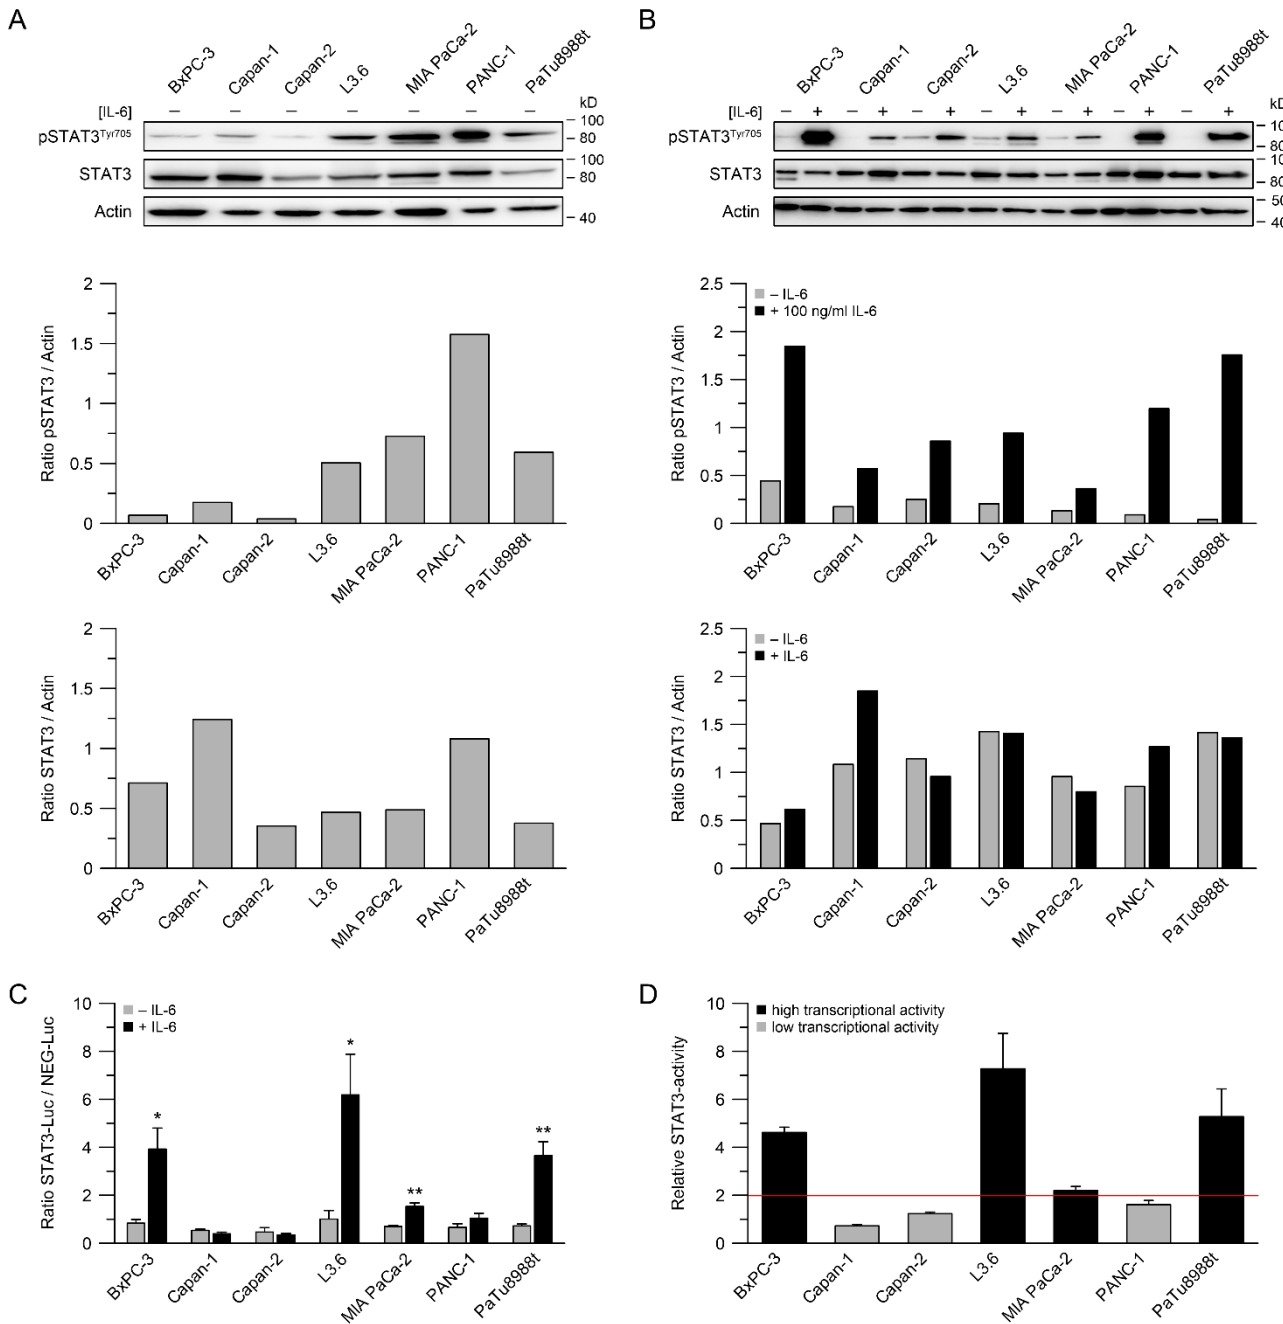 A
BxPC-3 Capan-1 Capan-2 L3.6 MIA PaCa-2 PANC-1 PaTu8988t
[IL-6] – – – – – – – kD
pSTAT3Tyr705 – 100
– 80
STAT3 – 100
– 80
Actin – 40
2
1.5
1
0.5
0
Ratio pSTAT3 / Actin
BxPC-3 Capan-1 Capan-2 L3.6 MIA PaCa-2 PANC-1 PaTu8988t
2
1.5
1
0.5
0
Ratio STAT3 / Actin
BxPC-3 Capan-1 Capan-2 L3.6 MIA PaCa-2 PANC-1 PaTu8988t
B
BxPC-3 Capan-1 Capan-2 L3.6 MIA PaCa-2 PANC-1 PaTu8988t
[IL-6] – + – + – + – + – + – + – + kD
pSTAT3Tyr705 – 10
– 80
STAT3 – 10
– 80
Actin – 50
– 40
2.5
2
1.5
1
0.5
0
Ratio pSTAT3 / Actin
– IL-6
+ 100 ng/ml IL-6
BxPC-3 Capan-1 Capan-2 L3.6 MIA PaCa-2 PANC-1 PaTu8988t
2.5
2
1.5
1
0.5
0
Ratio STAT3 / Actin
– IL-6
+ IL-6
BxPC-3 Capan-1 Capan-2 L3.6 MIA PaCa-2 PANC-1 PaTu8988t
C
10
8
6
4
2
0
Ratio STAT3-Luc / NEG-Luc
– IL-6
+ IL-6
* * ** **
BxPC-3 Capan-1 Capan-2 L3.6 MIA PaCa-2 PANC-1 PaTu8988t
D
10
8
6
4
2
0
Relative STAT3-activity
high transcriptional activity
low transcriptional activity
BxPC-3 Capan-1 Capan-2 L3.6 MIA PaCa-2 PANC-1 PaTu8988t